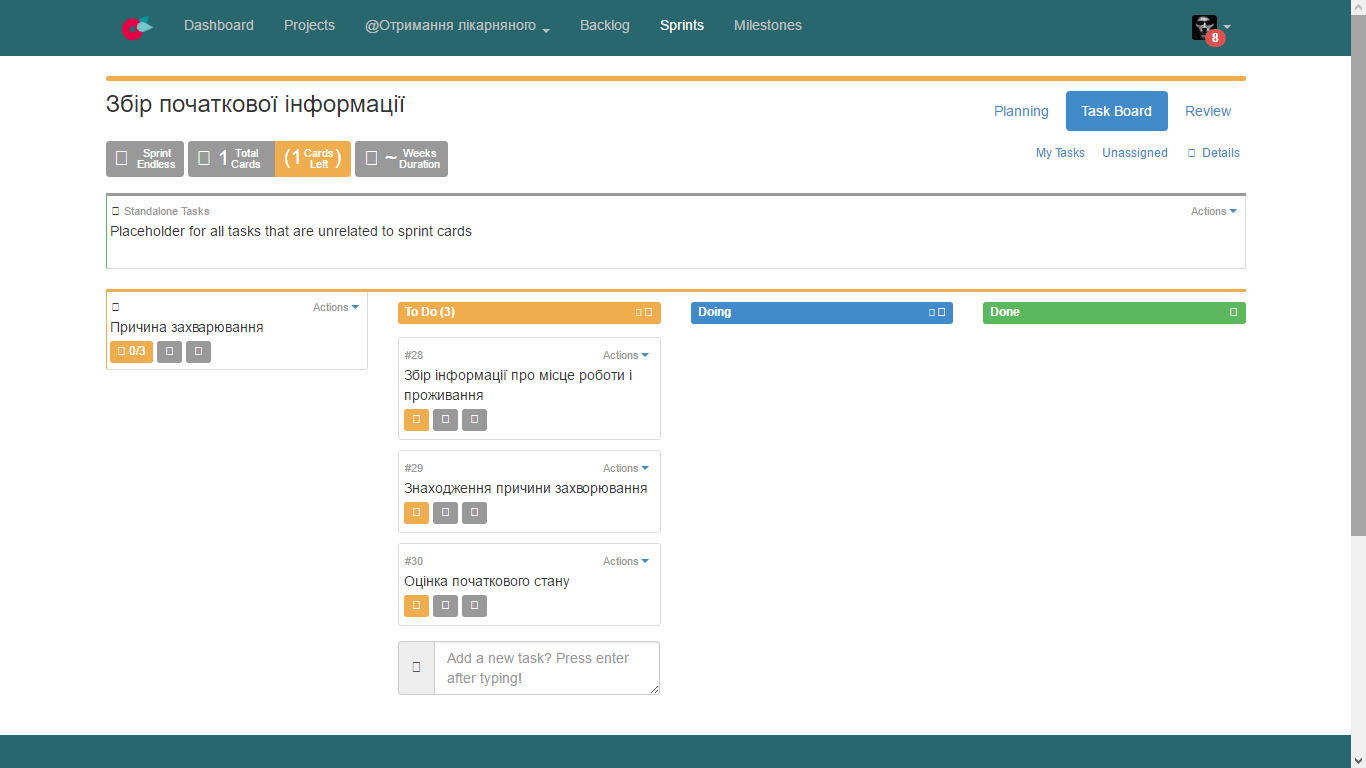 Dashboard Projects @Отримання лікарняного Backlog Sprints Milestones
8
Збір початкової інформації
Planning Task Board Review
Sprint Endless 1 Total Cards (1 Cards Left) ~ Weeks Duration
My Tasks Unassigned Details
Standalone Tasks Actions
Placeholder for all tasks that are unrelated to sprint cards
Actions
Причина захварювання
0/3
To Do (3)
#28 Actions
Збір інформації про місце роботи і
проживання
#29 Actions
Знаходження причини захворювання
#30 Actions
Оцінка початкового стану
Add a new task? Press enter
after typing!
Doing
Done